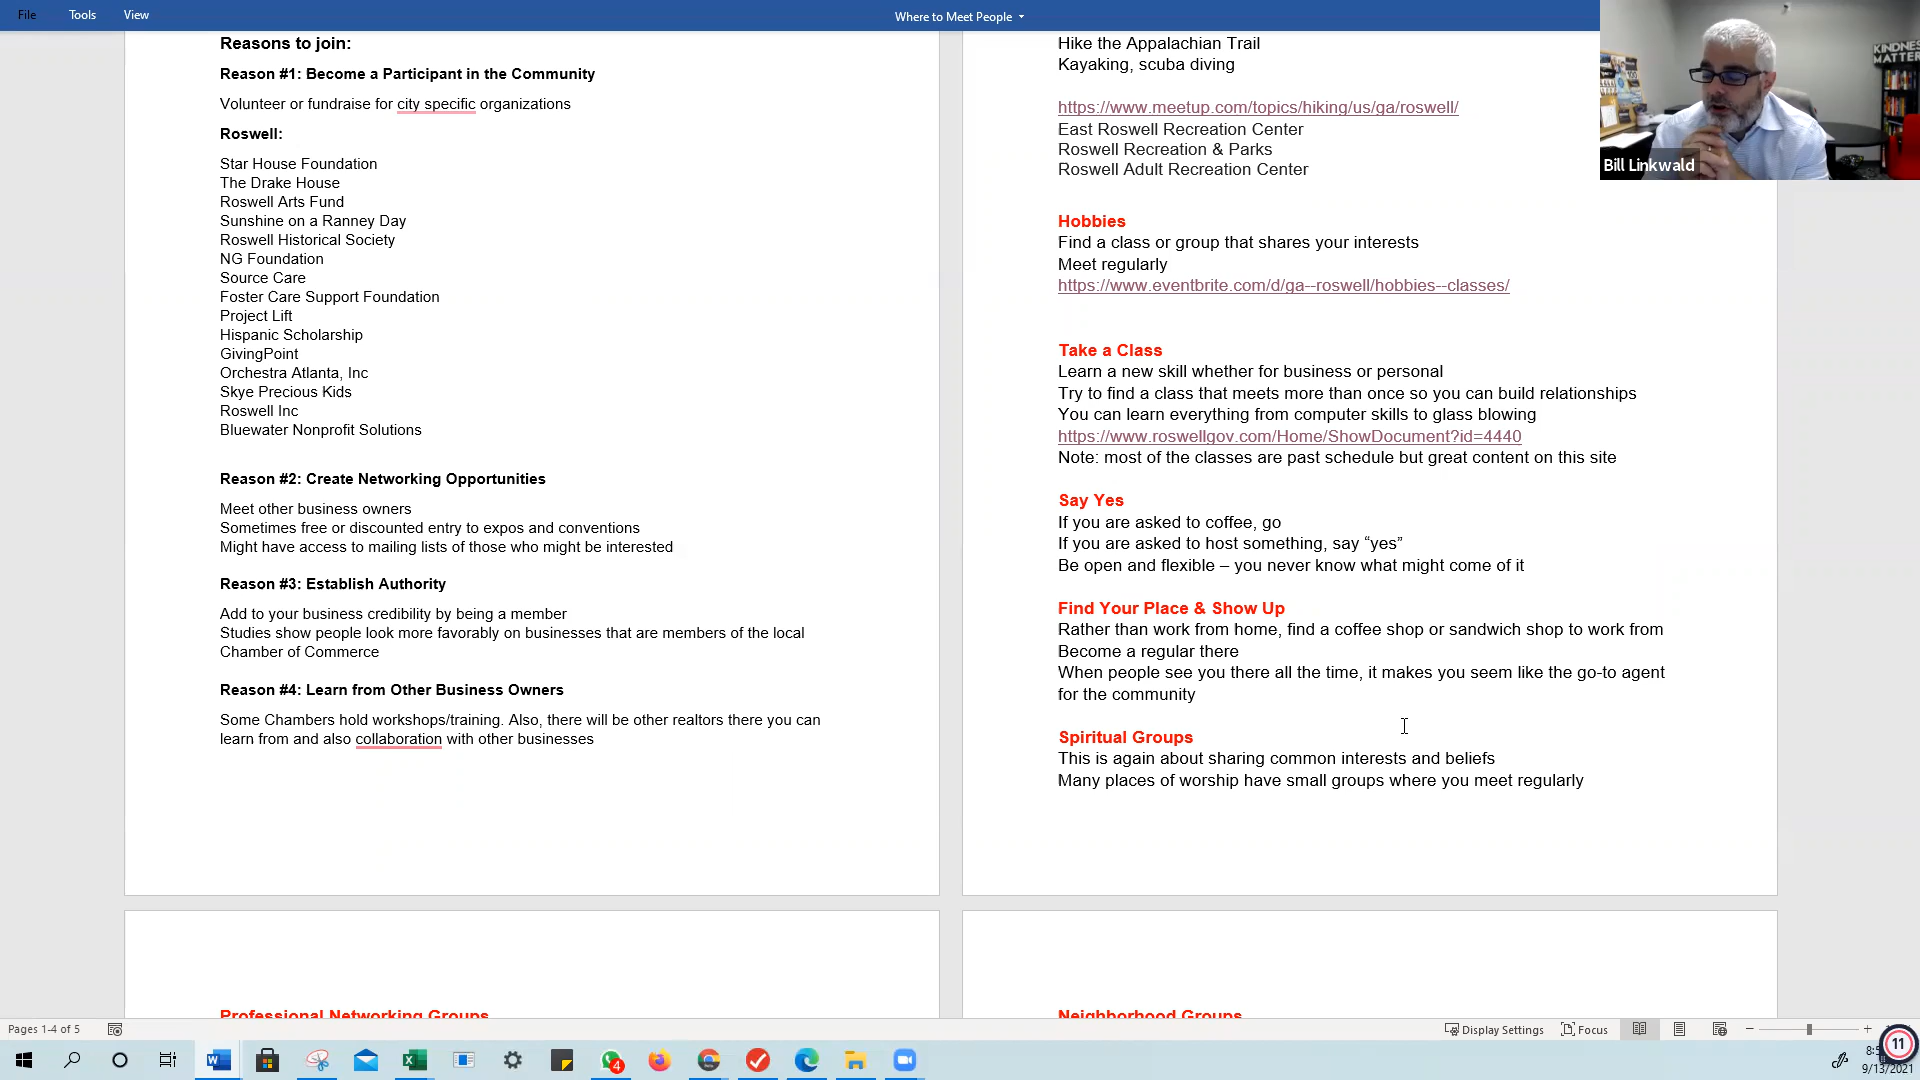 File Tools View
Where to Meet People
Reasons to join:
Reason #1: Become a Participant in the Community
Volunteer or fundraise for city specific organizations
Roswell:
Star House Foundation
The Drake House
Roswell Arts Fund
Sunshine on a Ranney Day
Roswell Historical Society
NG Foundation
Source Care
Foster Care Support Foundation
Project Lift
Hispanic Scholarship
GivingPoint
Orchestra Atlanta, Inc
Skye Precious Kids
Roswell Inc
Bluewater Nonprofit Solutions
Reason #2: Create Networking Opportunities
Meet other business owners
Sometimes free or discounted entry to expos and conventions
Might have access to mailing lists of those who might be interested
Reason #3: Establish Authority
Add to your business credibility by being a member
Studies show people look more favorably on businesses that are members of the local
Chamber of Commerce
Reason #4: Learn from Other Business Owners
Some Chambers hold workshops/training. Also, there will be other realtors there you can
learn from and also collaboration with other businesses
Hike the Appalachian Trail
Kayaking, scuba diving
https://www.meetup.com/topics/hiking/us/ga/roswell/
East Roswell Recreation Center
Roswell Recreation & Parks
Roswell Adult Recreation Center
Hobbies
Find a class or group that shares your interests
Meet regularly
https://www.eventbrite.com/d/ga--roswell/hobbies--classes/
Take a Class
Learn a new skill whether for business or personal
Try to find a class that meets more than once so you can build relationships
You can learn everything from computer skills to glass blowing
https://www.roswellgov.com/Home/ShowDocument?id=4440
Note: most of the classes are past schedule but great content on this site
Say Yes
If you are asked to coffee, go
If you are asked to host something, say “yes”
Be open and flexible – you never know what might come of it
Find Your Place & Show Up
Rather than work from home, find a coffee shop or sandwich shop to work from
Become a regular there
When people see you there all the time, it makes you seem like the go-to agent
for the community
Spiritual Groups
This is again about sharing common interests and beliefs
Many places of worship have small groups where you meet regularly
KINDNESS
MATTER
Bill Linkwald
Professional Networking Groups
Neighborhood Groups
Pages 1-4 of 5
Display Settings Focus
4
11
9/13/2021